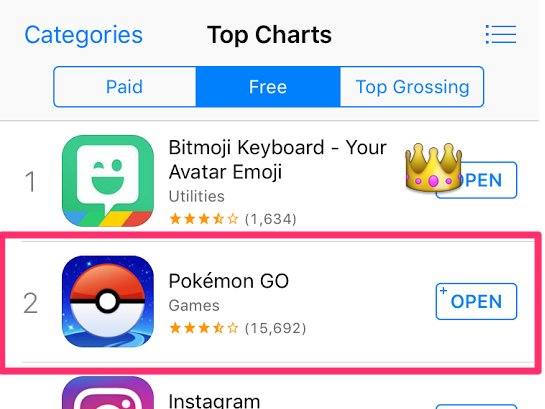 Categories
Top Charts
Paid
Free
Top Grossing
1
Bitmoji Keyboard - Your
Avatar Emoji
Utilities
(1,634)
OPEN
2
Pokémon GO
Games
(15,692)
+
OPEN
Instagram